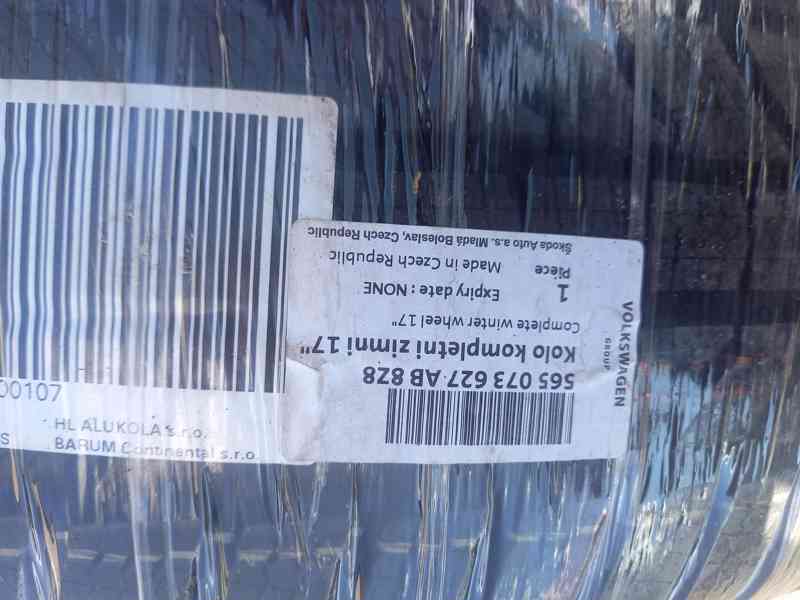 00107
HL ALUKOLA s.r.o.
S
BARUM Continental s.r.o.
VOLKSWAGEN
GROUP
565 073 627 AB 8Z8
Kolo kompletni zimni 17"
Complete winter wheel 17"
Expiry date : NONE
1
Pièce
Made in Czech Republic
Škoda Auto a.s. Mladá Boleslav, Czech Republic